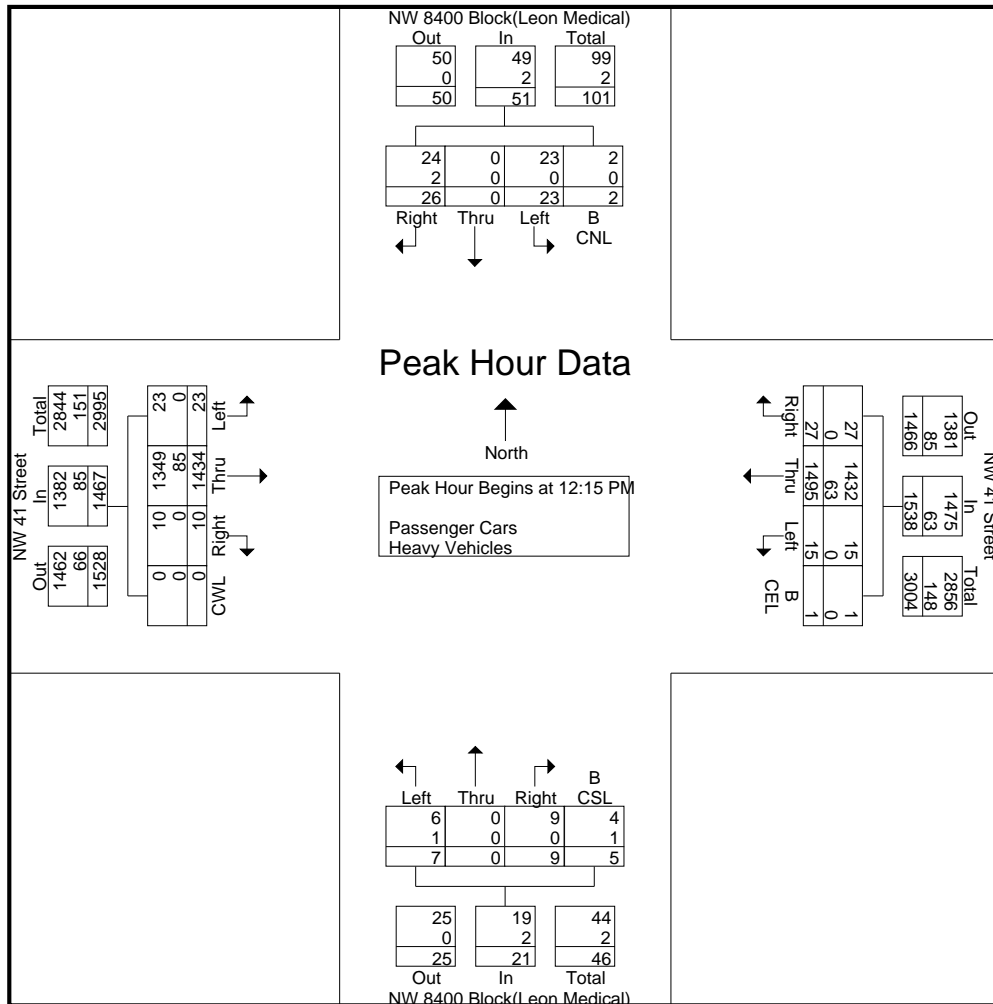 NW 8400 Block(Leon Medical)
Out In Total
50 49 99
0 2 2
50 51 101
24 0 23 2
2 0 0 0
26 0 23 2
Right Thru Left B
CNL
Peak Hour Data
North
Peak Hour Begins at 12:15 PM
Passenger Cars
Heavy Vehicles
NW 41 Street
Total In Out
2844 1382 1462
151 85 66
2995 1467 1528
23 1349 10 0
0 85 0 0
23 1434 10 0
Left Thru Right CWL
NW 41 Street
Out In Total
1381 1475 2856
85 63 148
1466 1538 3004
27 1432 15 1
0 63 0 0
27 1495 15 1
Right Thru Left B
CEL
B
Left Thru Right CSL
6 0 9 4
1 0 0 1
7 0 9 5
25 19 44
0 2 2
25 21 46
Out In Total
NW 8400 Block(Leon Medical)